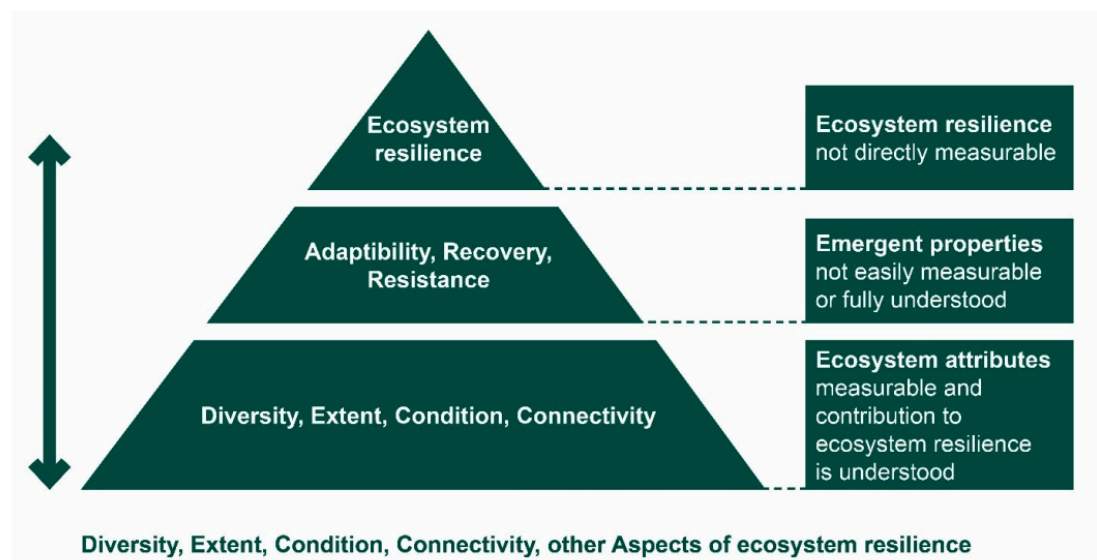 Ecosystem
resilience
Ecosystem resilience
not directly measurable
Adaptibility, Recovery,
Resistance
Emergent properties
not easily measurable
or fully understood
Diversity, Extent, Condition, Connectivity
Ecosystem attributes
measurable and
contribution to
ecosystem resilience
is understood
Diversity, Extent, Condition, Connectivity, other Aspects of ecosystem resilience